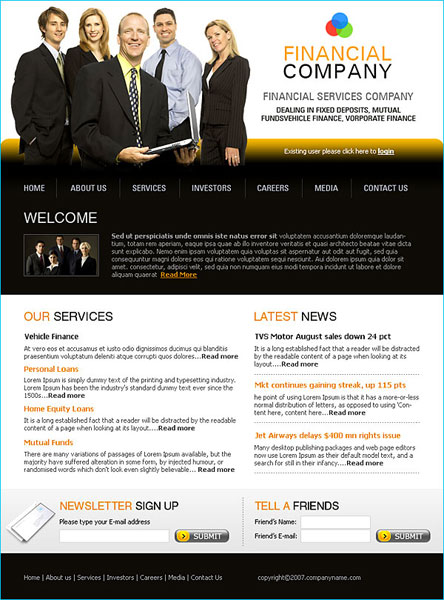 FINANCIAL
COMPANY
FINANCIAL SERVICES COMPANY
DEALING IN FIXED DEPOSITS, MUTUAL
FUNDSVEHICLE FINANCE, VORPORATE FINANCE
Existing user please click here to login
HOME ABOUT US SERVICES INVESTORS CAREERS MEDIA CONTACT US
WELCOME
Sed ut perspiciatis unde omnis iste natus error sit voluptatem accusantium doloremque laudan-
tium, totam rem aperiam, eaque ipsa quae ab illo inventore veritatis et quasi architecto beatae vitae dicta
sunt explicabo. Nemo enim ipsam voluptatem quia voluptas sit aspernatur aut odit aut fugit, sed quia
consequuntur magni dolores eos qui ratione voluptatem sequi nesciunt. Aui dolorem ipsum quia dolor sit
amet, consectetur, adipisci velit, sed quia non numquam eius modi tempora incidunt ut labore et dolore
aliquam quaerat Read More
OUR SERVICES
Vehicle Finance
At vero eos et accusamus et iusto odio dignissimos ducimus qui blanditiis
praesentium voluptatum deleniti atque corrupti quos dolores...Read more
Personal Loans
Lorem Ipsum is simply dummy text of the printing and typesetting industry.
Lorem Ipsum has been the industry's standard dummy text ever since the
1500s...Read more
Home Equity Loans
It is a long established fact that a reader will be distracted by the readable
content of a page when looking at its layout....Read more
Mutual Funds
There are many variations of passages of Lorem Ipsum available, but the
majority have suffered alteration in some form, by injected humour, or
randomised words which don't look even slightly believable...Read more
LATEST NEWS
TVS Motor August sales down 24 pct
It is a long established fact that a reader will be distracted
by the readable content of a page when looking at its
layout....Read more
Mkt continues gaining streak, up 115 pts
he point of using Lorem Ipsum is that it has a more-or-less
normal distribution of letters, as opposed to using 'Con-
tent here, content here...Read more
Jet Airways delays $400 mn rights issue
Many desktop publishing packages and web page editors
now use Lorem Ipsum as their default model text, and a
search for still in their infancy....Read more
NEWSLETTER SIGN UP
Please type your E-mail address
SUBMIT
TELL A FRIENDS
Friend's Name:
Friend's E-mail:
SUBMIT
Home | About us | Services | Investors | Careers | Media | Contact Us
copyright©2007.companyname.com